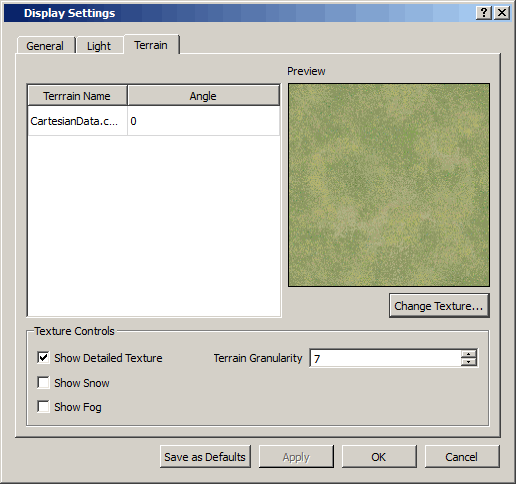 Display Settings
General Light Terrain
Preview
Terrrain Name Angle
CartesianData.c... 0
Change Texture...
Texture Controls
Show Detailed Texture Terrain Granularity 7
Show Snow
Show Fog
Save as Defaults Apply OK Cancel